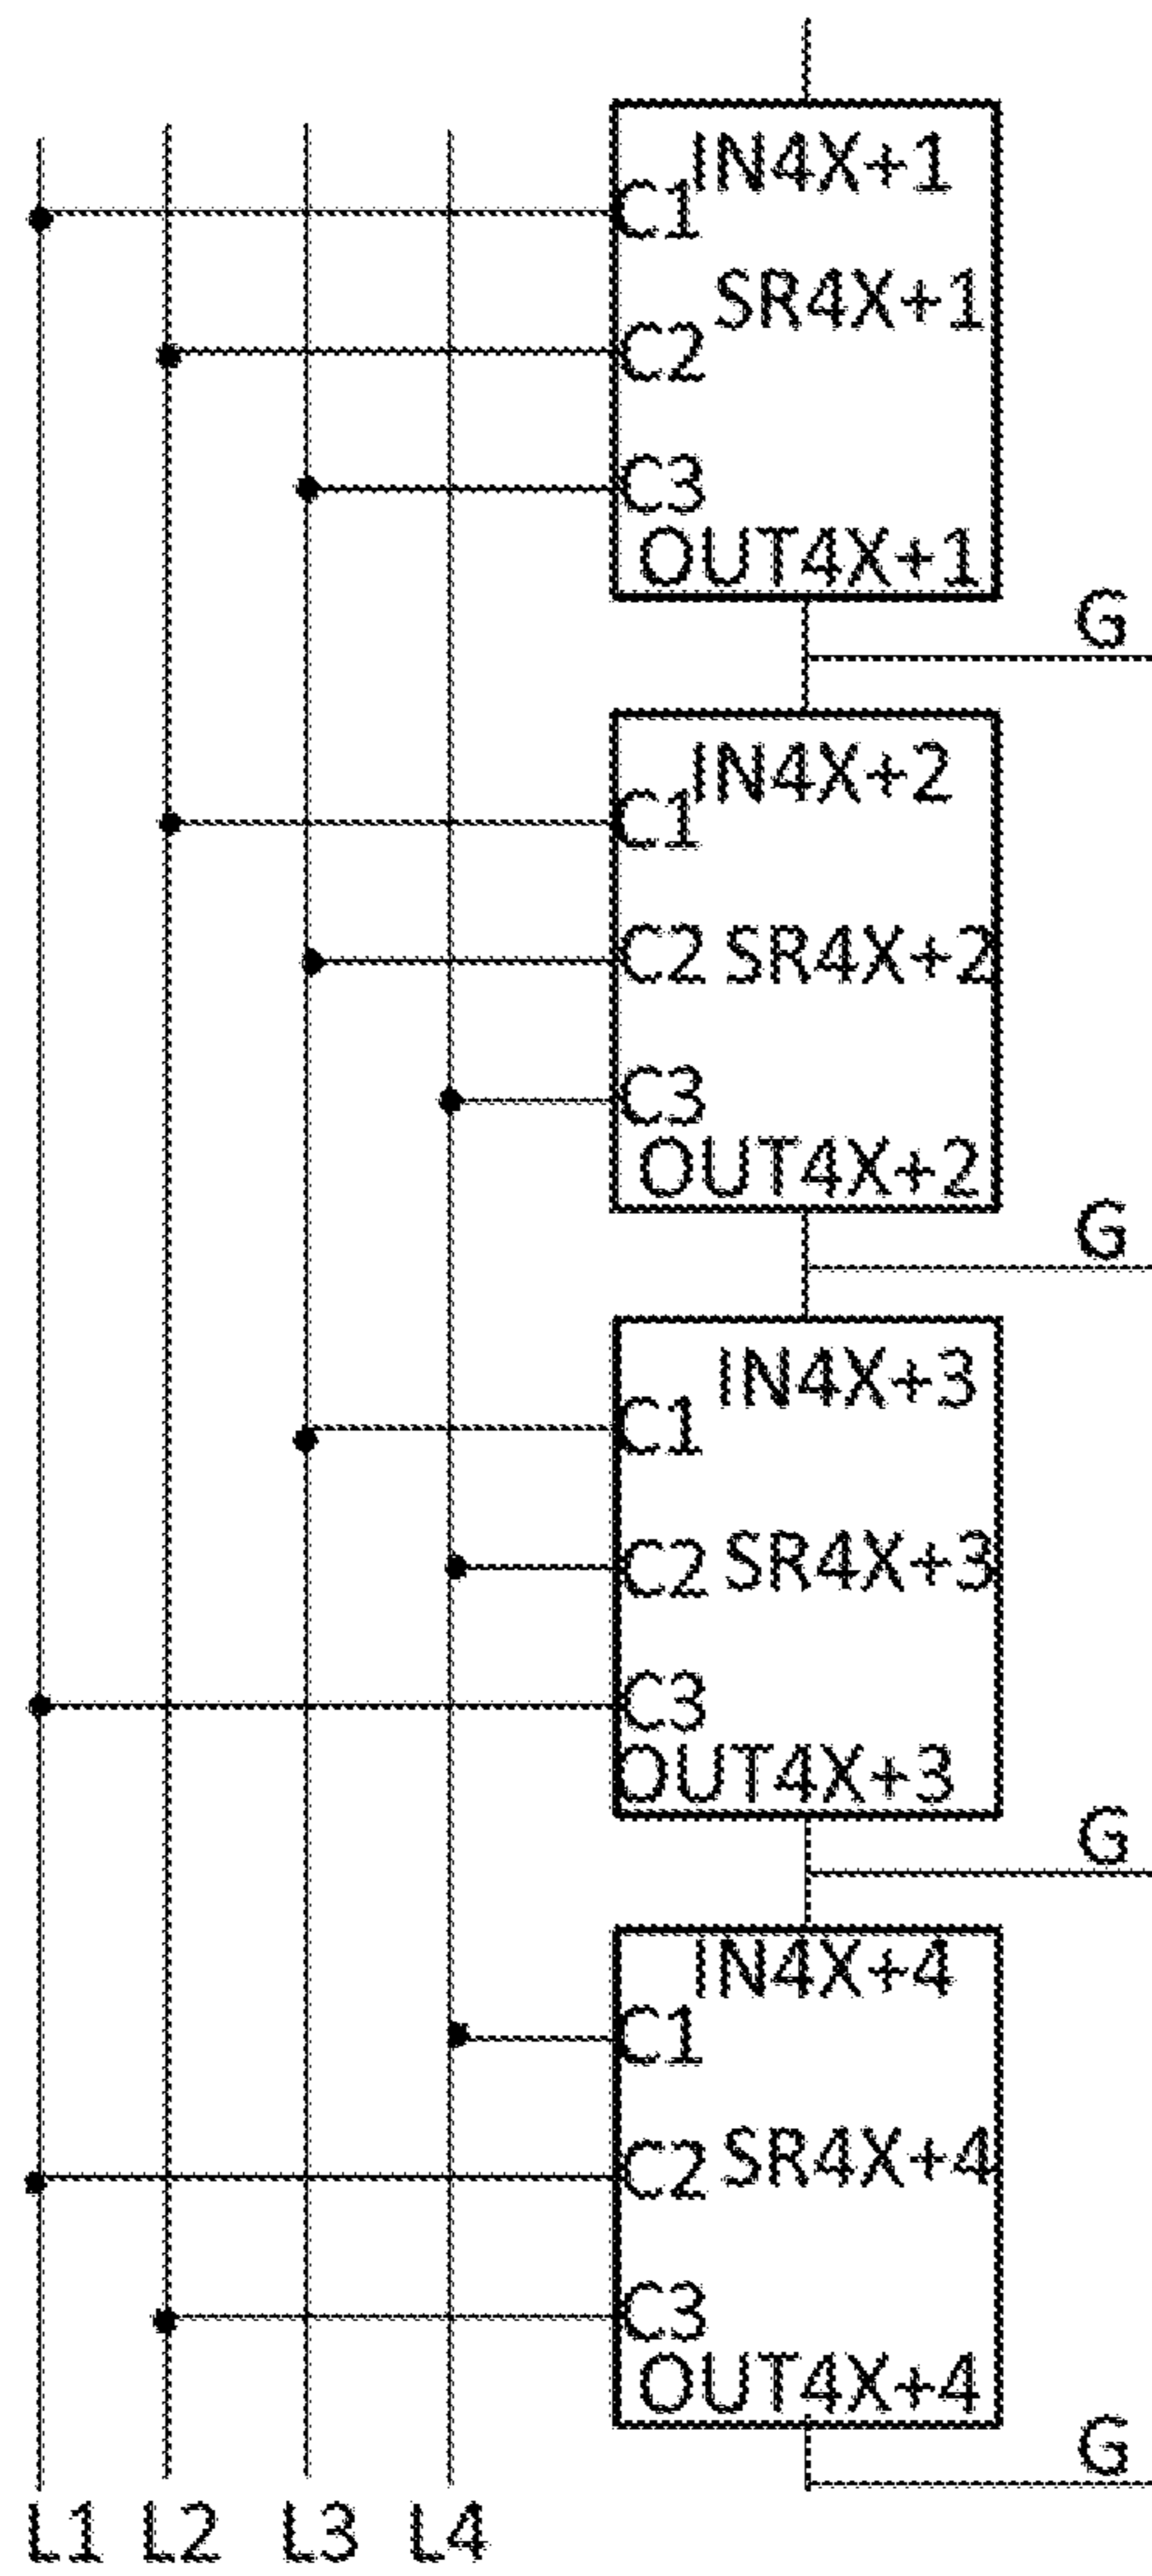 IN4X+1
C1
SR4X+1
C2
C3
OUT4X+1
G
IN4X+2
C1
C2 SR4X+2
C3
OUT4X+2
G
IN4X+3
C1
C2 SR4X+3
C3
OUT4X+3
G
IN4X+4
C1
C2 SR4X+4
C3
OUT4X+4
G
L1 L2 L3 L4